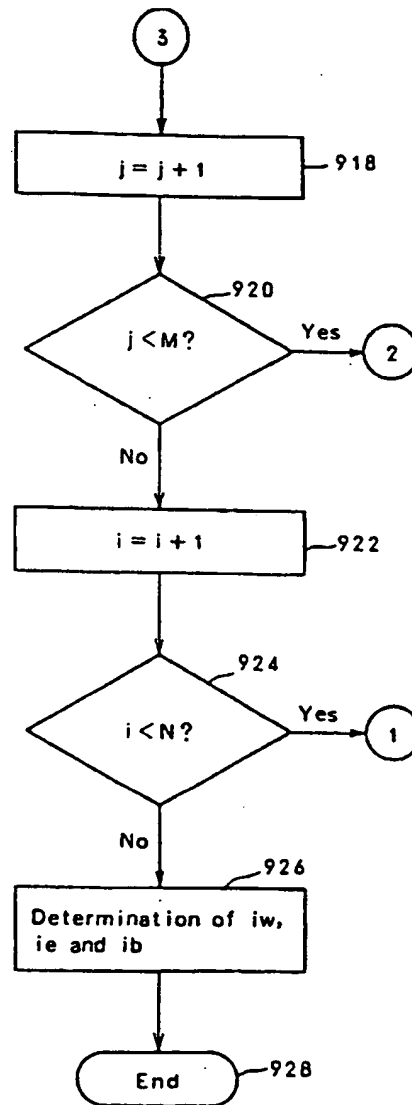 3
j = j + 1
918
920
j < M?
Yes
2
No
i = i + 1
922
924
i < N?
Yes
1
No
926
Determination of iw,
ie and ib
End
928